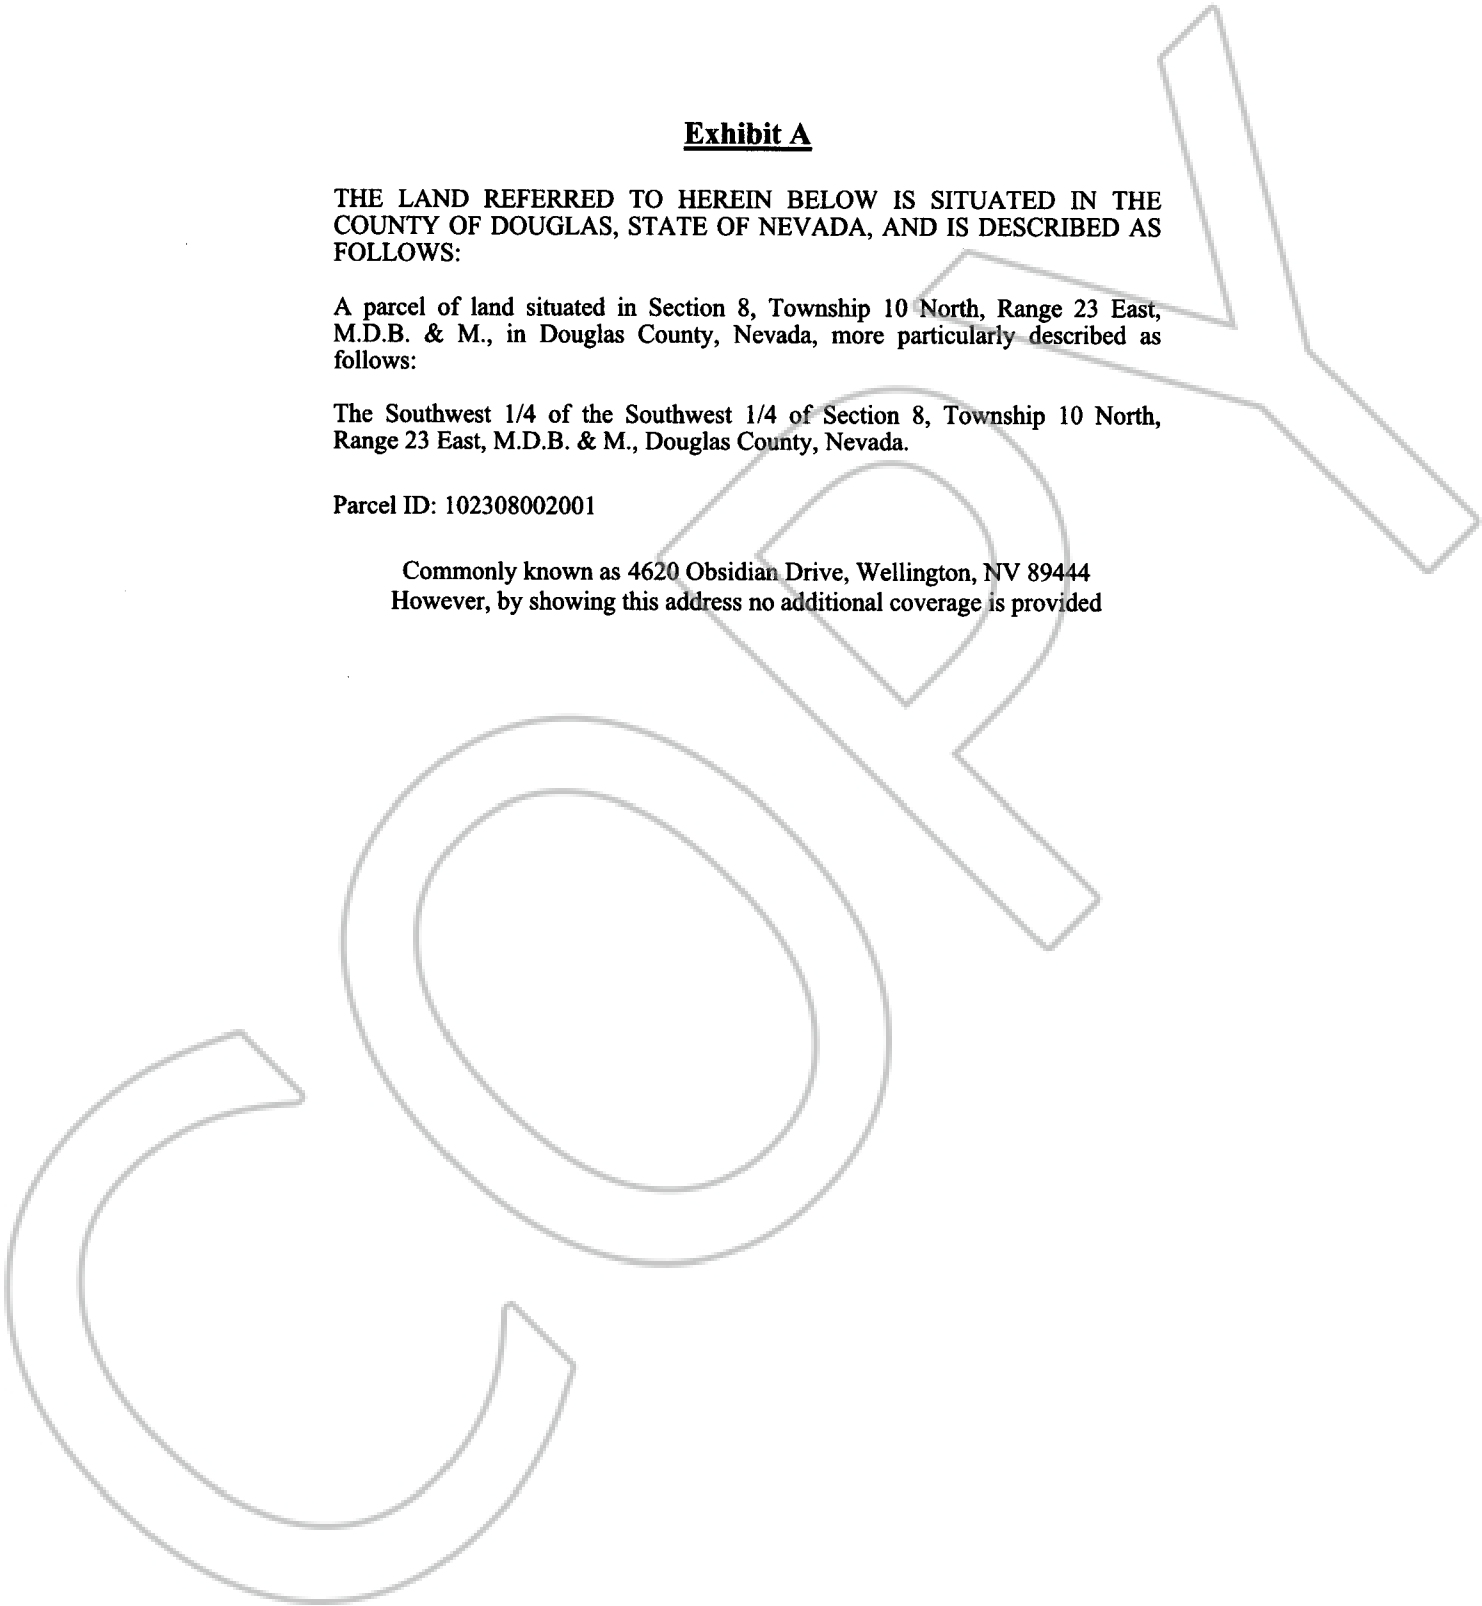 Exhibit A
THE LAND REFERRED TO HEREIN BELOW IS SITUATED IN THE
COUNTY OF DOUGLAS, STATE OF NEVADA, AND IS DESCRIBED AS
FOLLOWS:
A parcel of land situated in Section 8, Township 10 North, Range 23 East,
M.D.B. & M., in Douglas County, Nevada, more particularly described as
follows:
The Southwest 1/4 of the Southwest 1/4 of Section 8, Township 10 North,
Range 23 East, M.D.B. & M., Douglas County, Nevada.
Parcel ID: 102308002001
Commonly known as 4620 Obsidian Drive, Wellington, NV 89444
However, by showing this address no additional coverage is provided
COPY